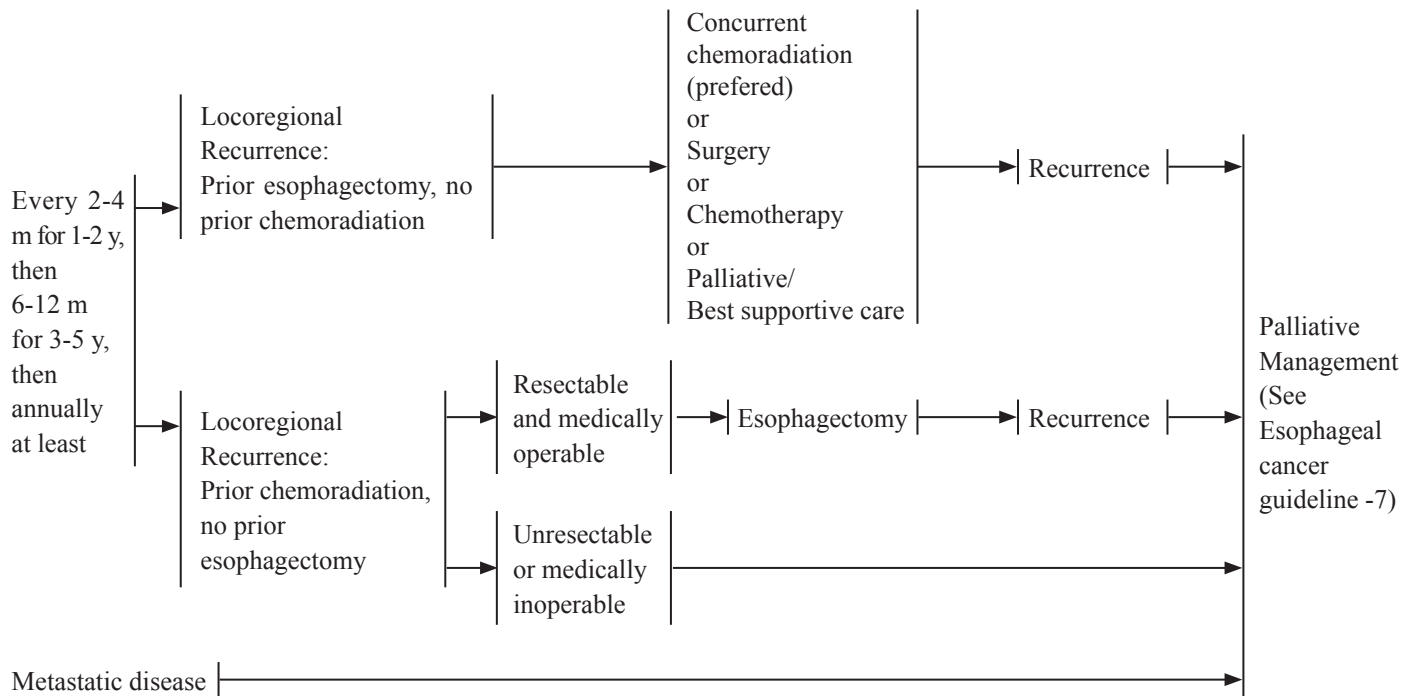 Every 2-4
m for 1-2 y,
then
6-12 m
for 3-5 y,
then
annually
at least
Locoregional
Recurrence:
Prior esophagectomy, no
prior chemoradiation
Concurrent
chemoradiation
(prefered)
or
Surgery
or
Chemotherapy
or
Palliative/
Best supportive care
Recurrence
Locoregional
Recurrence:
Prior chemoradiation,
no prior
esophagectomy
Resectable
and medically
operable
Esophagectomy
Recurrence
Unresectable
or medically
inoperable
Palliative
Management
(See
Esophageal
cancer
guideline -7)
Metastatic disease